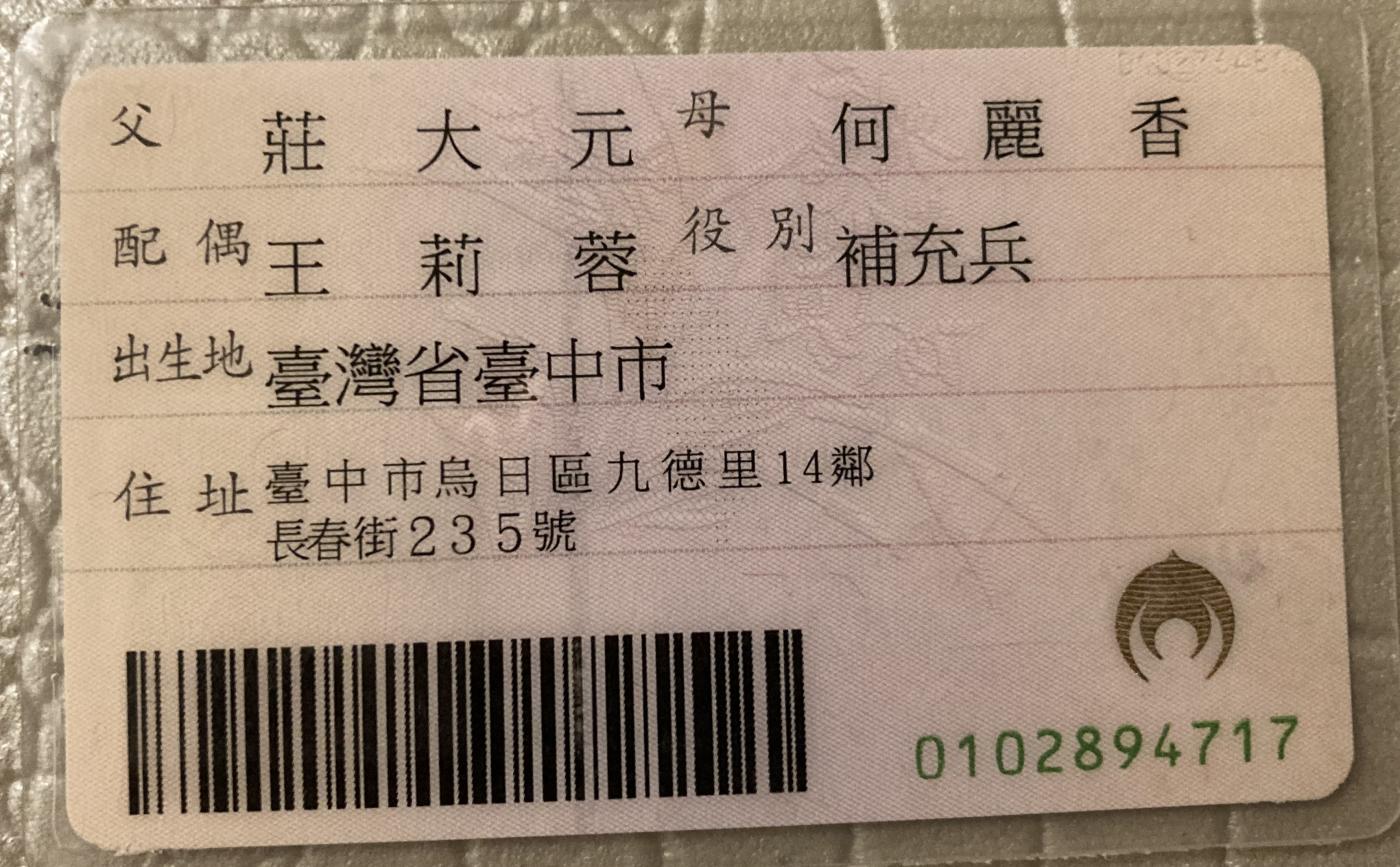 父 莊大元 母 何麗香
配偶 王莉蓉 役別 補充兵
出生地 臺灣省臺中市
住址 臺中市烏日區九德里14鄰
長春街235號
0102894717